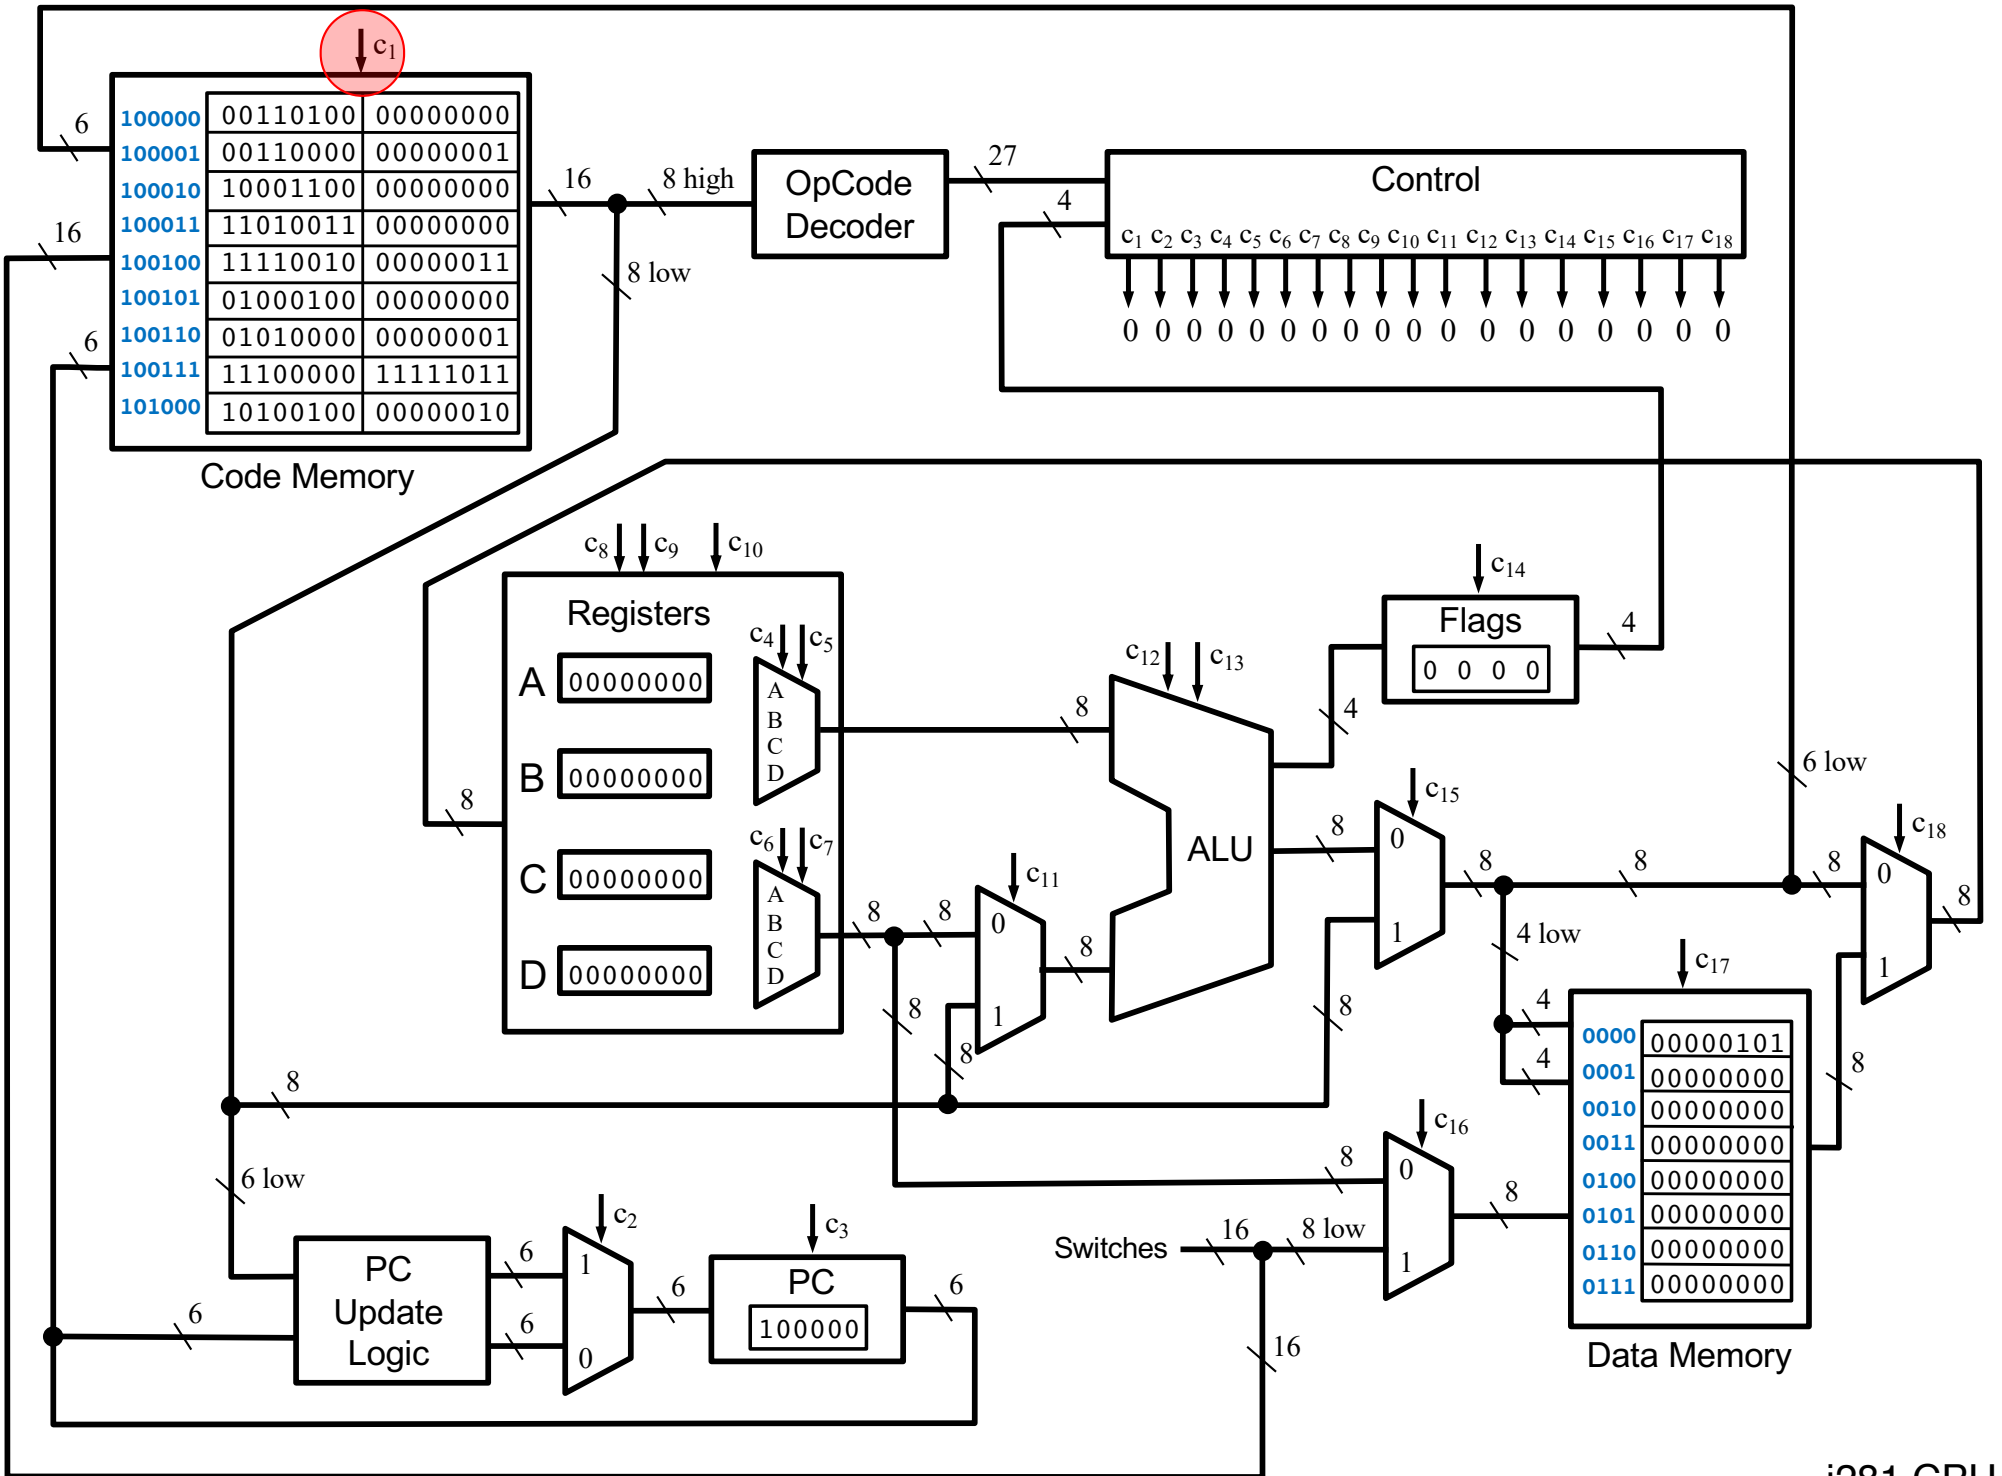 c1
100000 00110100 00000000
100001 00110000 00000001
100010 10001100 00000000
100011 11010011 00000000
100100 11110010 00000011
100101 01000100 00000000
100110 01010000 00000001
100111 11100000 11111011
101000 10100100 00000010
Code Memory
6
16
6
16
8 high
8 low
OpCode
Decoder
27
4
Control
c1 c2 c3 c4 c5 c6 c7 c8 c9 c10 c11 c12 c13 c14 c15 c16 c17 c18
0 0 0 0 0 0 0 0 0 0 0 0 0 0 0 0 0 0
c8 c9 c10
Registers
A 00000000
B 00000000
C 00000000
D 00000000
c4 c5
A
B
C
D
c6 c7
A
B
C
D
8
8
8
8
8
8
c11
0
1
8
8
c12 c13
ALU
4
c14
Flags
0 0 0 0
4
8
c15
0
1
8
8
8
8
6 low
4 low
c18
0
1
8
c17
4
4
0000 00000101
0001 00000000
0010 00000000
0011 00000000
0100 00000000
0101 00000000
0110 00000000
0111 00000000
Data Memory
8
c16
0
1
8
8
Switches
16
8 low
16
6 low
PC
Update
Logic
6
6
6
c2
1
0
6
c3
PC
100000
6